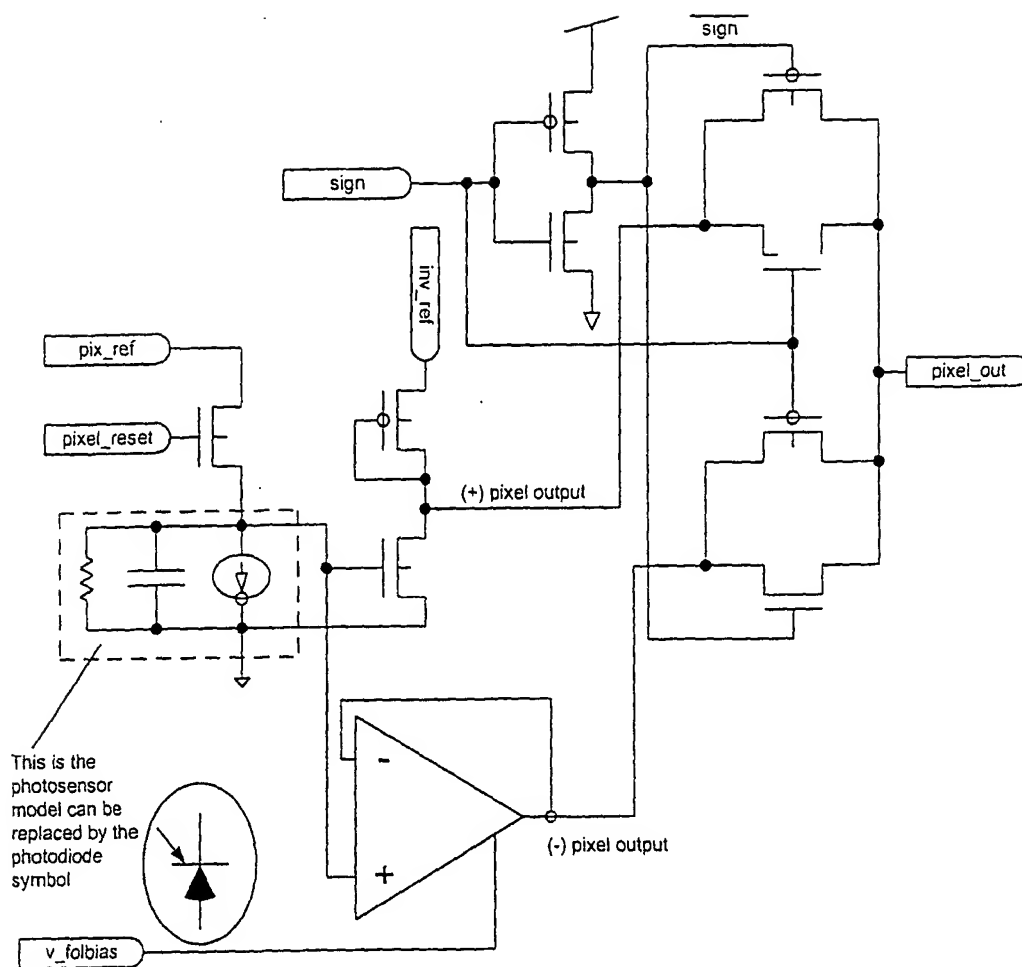 sign
sign
inv_ref
pix_ref
pixel_reset
pixel_out
(+) pixel output
-
+
(-) pixel output
This is the
photosensor
model can be
replaced by the
photodiode
symbol
v_folbias